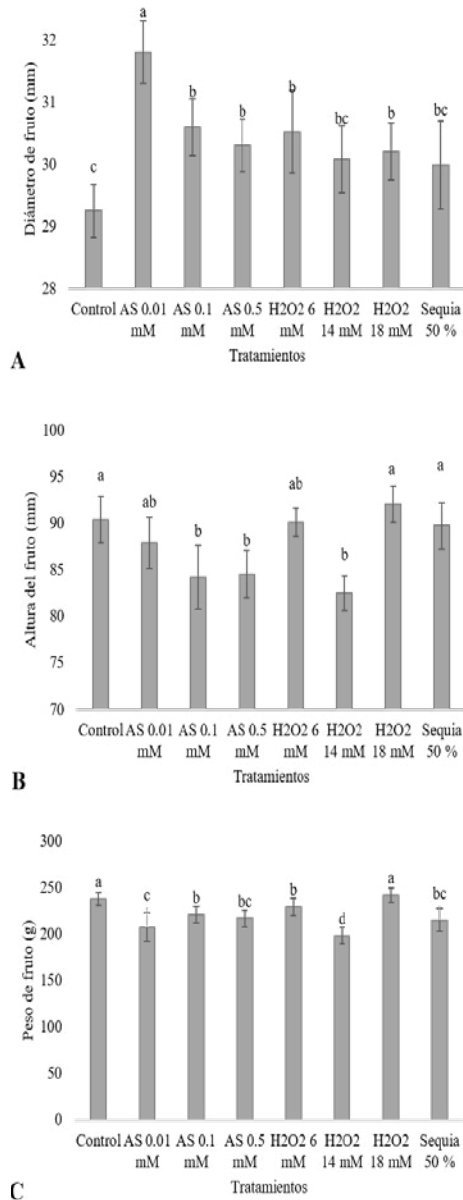 32
31
30
29
28
Diámetro de fruto (mm)
a
b
b
b
bc
b
bc
c
Control AS 0.01 AS 0.1 AS 0.5 H2O2 6 H2O2 H2O2 Sequia
mM mM mM mM 14 mM 18 mM 50 %
Tratamientos
A
100
95
90
85
80
75
70
Altura del fruto (mm)
a
ab
b
b
ab
b
a
a
Control AS 0.01 AS 0.1 AS 0.5 H2O2 6 H2O2 H2O2 Sequia
mM mM mM mM 14 mM 18 mM 50 %
Tratamientos
B
300
250
200
150
100
50
0
Peso de fruto (g)
a
c
b
bc
b
d
a
bc
Control AS 0.01 AS 0.1 AS 0.5 H2O2 6 H2O2 H2O2 Sequia
mM mM mM mM 14 mM 18 mM 50 %
Tratamientos
C